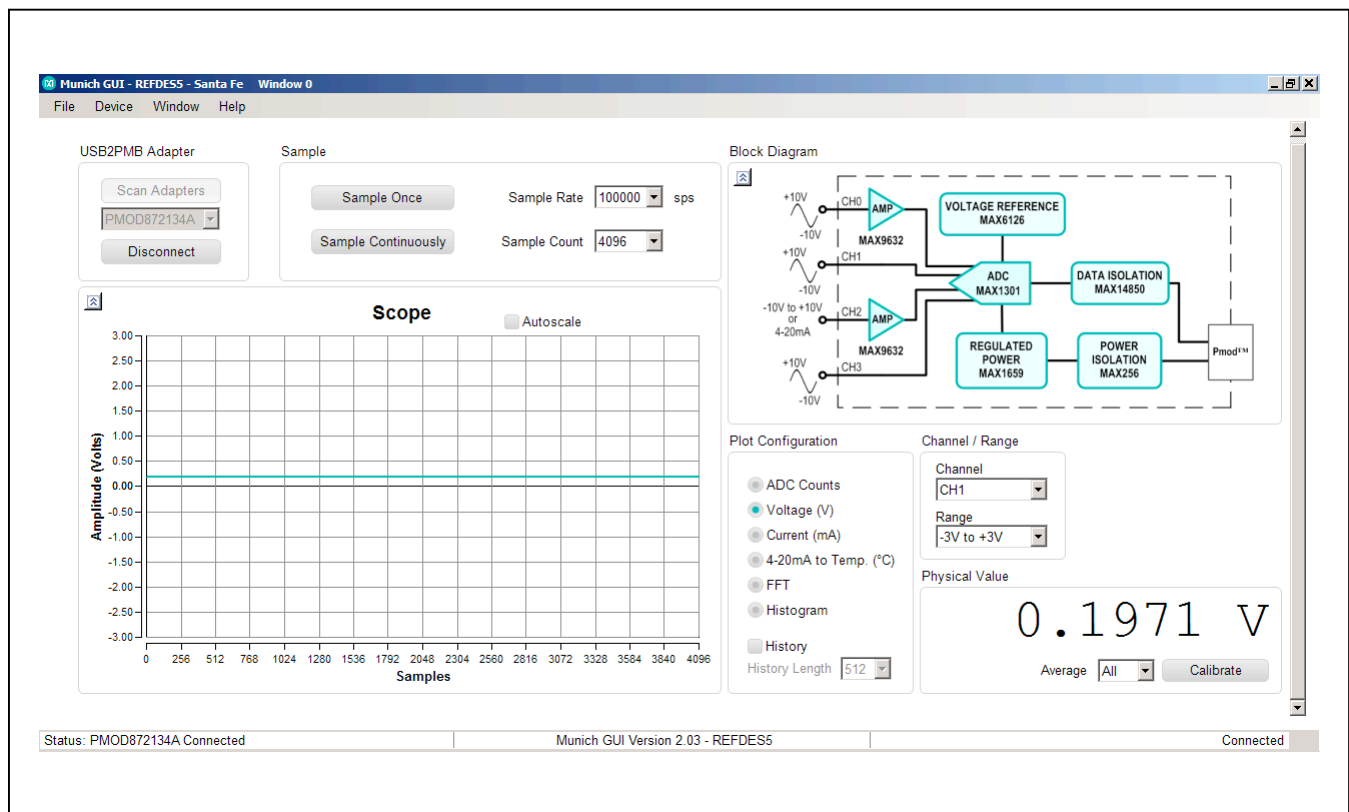 Munich GUI - REFDES5 - Santa Fe Window 0
File Device Window Help
USB2PMB Adapter
Scan Adapters
PMOD872134A
Disconnect
Sample
Sample Once
Sample Rate 100000 sps
Sample Continuously
Sample Count 4096
Scope
Autoscale
Amplitude (Volts)
3.00
2.50
2.00
1.50
1.00
0.50
0.00
-0.50
-1.00
-1.50
-2.00
-2.50
-3.00
0 256 512 768 1024 1280 1536 1792 2048 2304 2560 2816 3072 3328 3584 3840 4096
Samples
Block Diagram
+10V
-10V
CH0
AMP
MAX9632
+10V
-10V
CH1
-10V to +10V
or
4-20mA
CH2
AMP
MAX9632
+10V
-10V
CH3
VOLTAGE REFERENCE
MAX6126
ADC
MAX1301
DATA ISOLATION
MAX14850
REGULATED
POWER
MAX1659
POWER
ISOLATION
MAX256
Pmod™
Plot Configuration
ADC Counts
Voltage (V)
Current (mA)
4-20mA to Temp. (°C)
FFT
Histogram
History
History Length 512
Channel / Range
Channel
CH1
Range
-3V to +3V
Physical Value
0.1971 V
Average All Calibrate
Status: PMOD872134A Connected
Munich GUI Version 2.03 - REFDES5
Connected